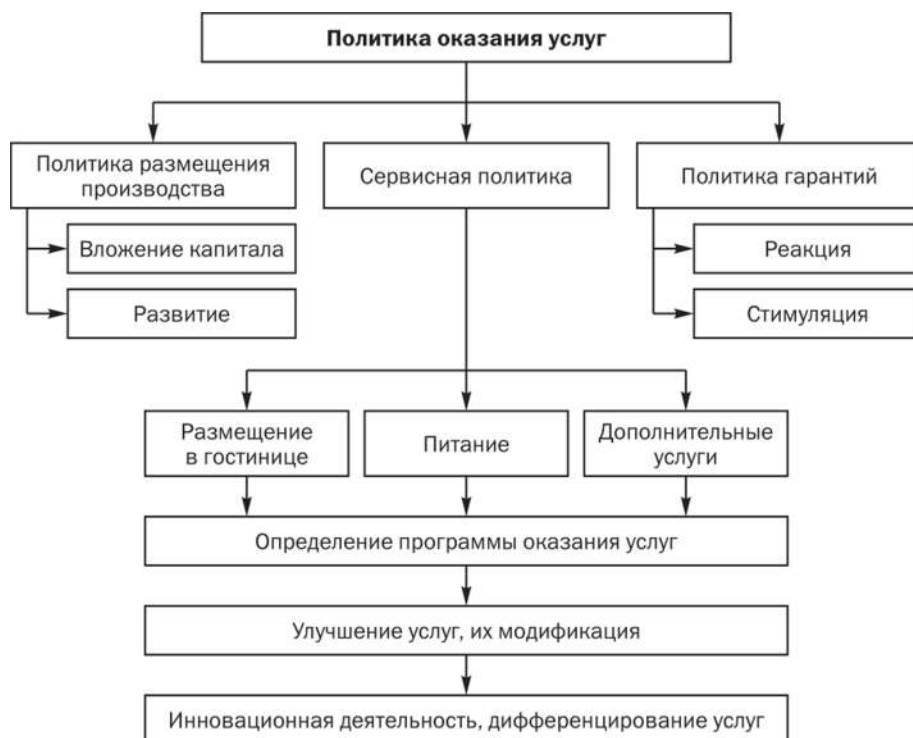 Политика оказания услуг
Политика размещения
производства
Сервисная политика
Политика гарантий
Вложение капитала
Реакция
Развитие
Стимуляция
Размещение
в гостинице
Питание
Дополнительные
услуги
Определение программы оказания услуг
Улучшение услуг, их модификация
Инновационная деятельность, дифференцирование услуг